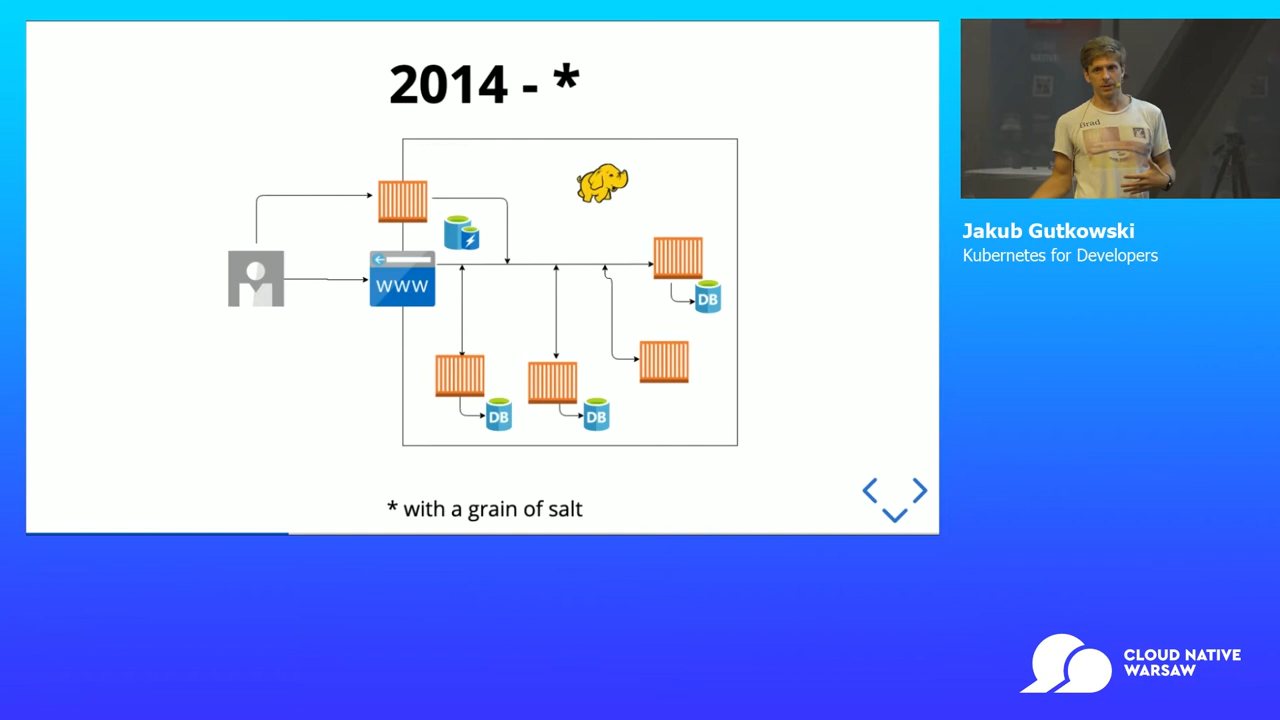 2014 - *
WWW
DB
DB
DB
* with a grain of salt
Jakub Gutkowski
Kubernetes for Developers
CLOUD NATIVE
WARSAW